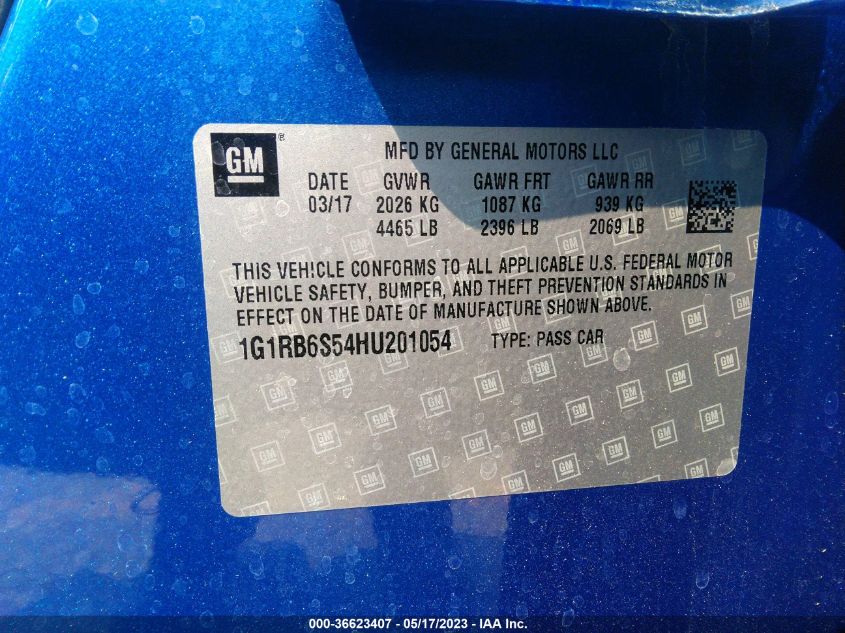 GM ®
MFD BY GENERAL MOTORS LLC
DATE GVWR GAWR FRT GAWR RR
03/17 2026 KG 1087 KG 939 KG
4465 LB 2396 LB 2069 LB
THIS VEHICLE CONFORMS TO ALL APPLICABLE U.S. FEDERAL MOTOR
VEHICLE SAFETY, BUMPER, AND THEFT PREVENTION STANDARDS IN
EFFECT ON THE DATE OF MANUFACTURE SHOWN ABOVE.
1G1RB6S54HU201054 TYPE: PASS CAR
000-36623407 - 05/17/2023 - IAA Inc.